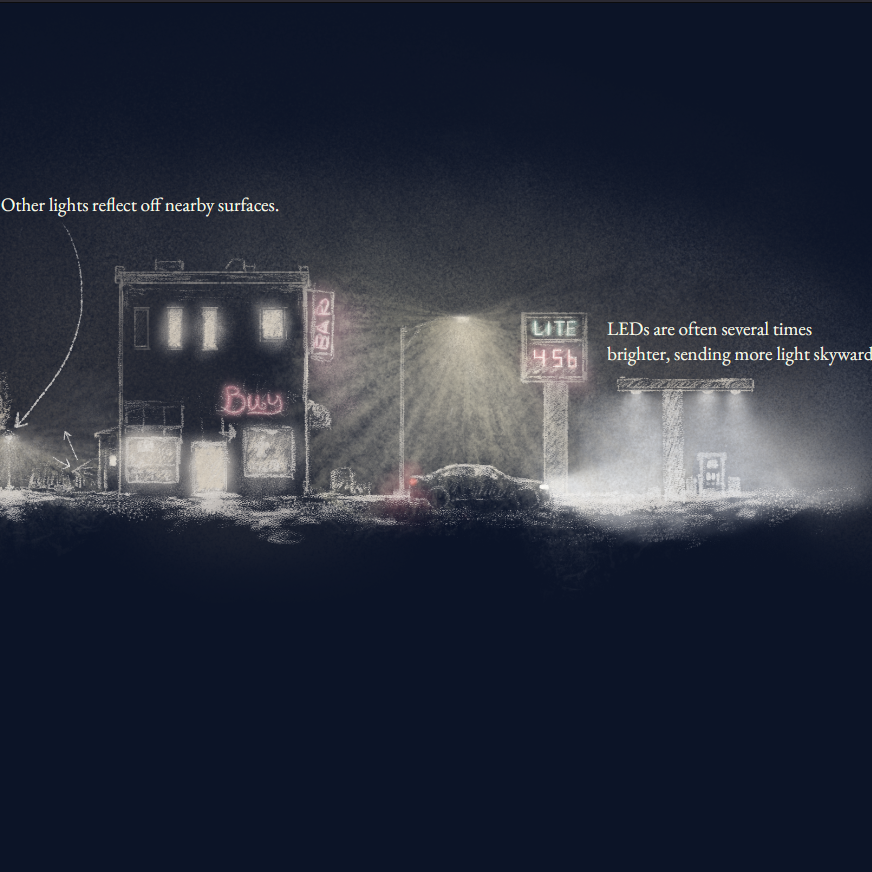 Other lights reflect off nearby surfaces.
BAR
LITE
LEDs are often several times
456
brighter, sending more light skyward
Buy